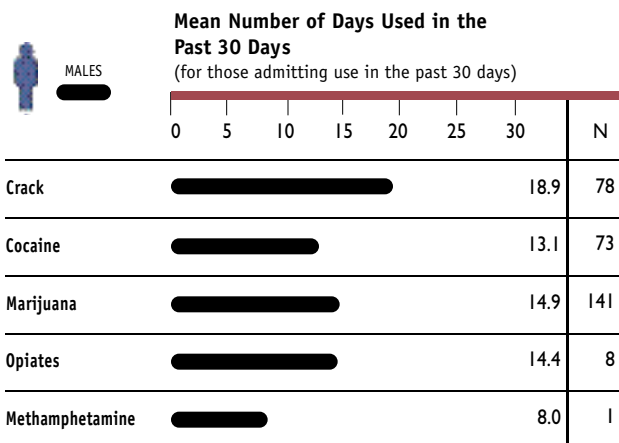 Mean Number of Days Used in the
Past 30 Days
(for those admitting use in the past 30 days)
MALES
0 5 10 15 20 25 30 N
Crack 18.9 78
Cocaine 13.1 73
Marijuana 14.9 141
Opiates 14.4 8
Methamphetamine 8.0 1